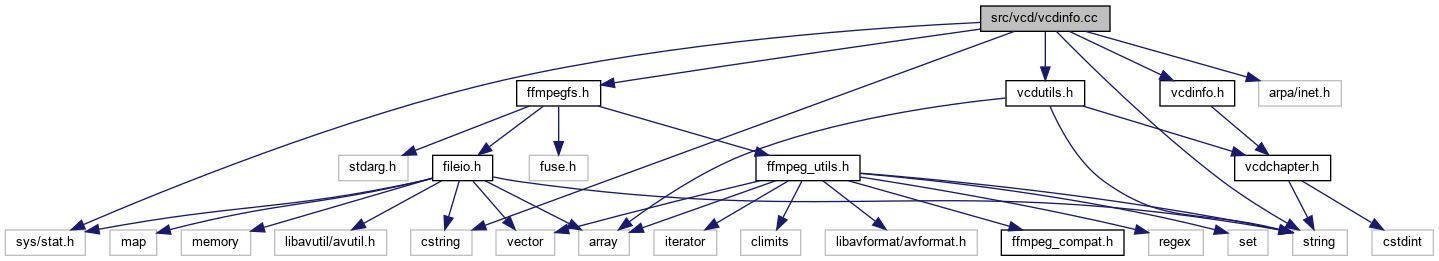 src/vcd/vcdinfo.cc
ffmpegfs.h
vcdutils.h
vcdinfo.h
arpa/inet.h
stdarg.h
fileio.h
fuse.h
ffmpeg_utils.h
vcdchapter.h
sys/stat.h
map
memory
libavutil/avutil.h
cstring
vector
array
iterator
climits
libavformat/avformat.h
ffmpeg_compat.h
regex
set
string
cstdint